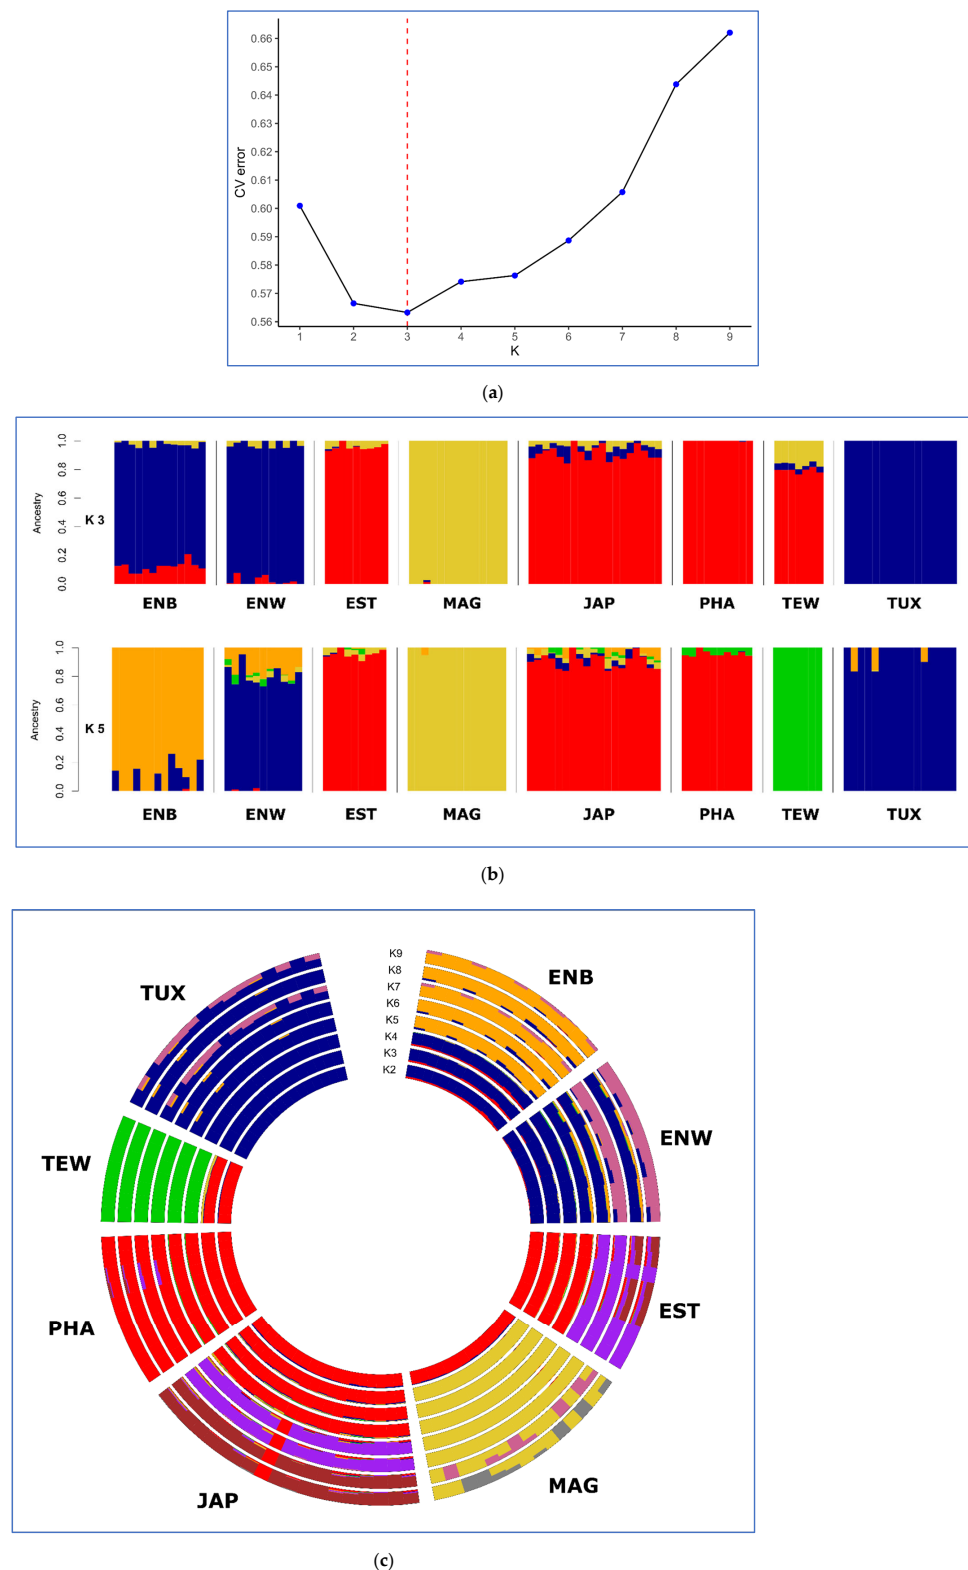 0.66
0.65
0.64
0.63
0.62
0.61
0.60
0.59
0.58
0.57
0.56
CV error
1 2 3 4 5 6 7 8 9
K
(a)
1.0
0.8
0.6
0.4
0.2
0.0
Ancestry
K 3
ENB ENW EST MAG JAP PHA TEW TUX
1.0
0.8
0.6
0.4
0.2
0.0
Ancestry
K 5
ENB ENW EST MAG JAP PHA TEW TUX
(b)
K9
K8
K7
K6
K5
K4
K3
K2
ENB
TUX
ENW
TEW
EST
PHA
MAG
JAP
(c)